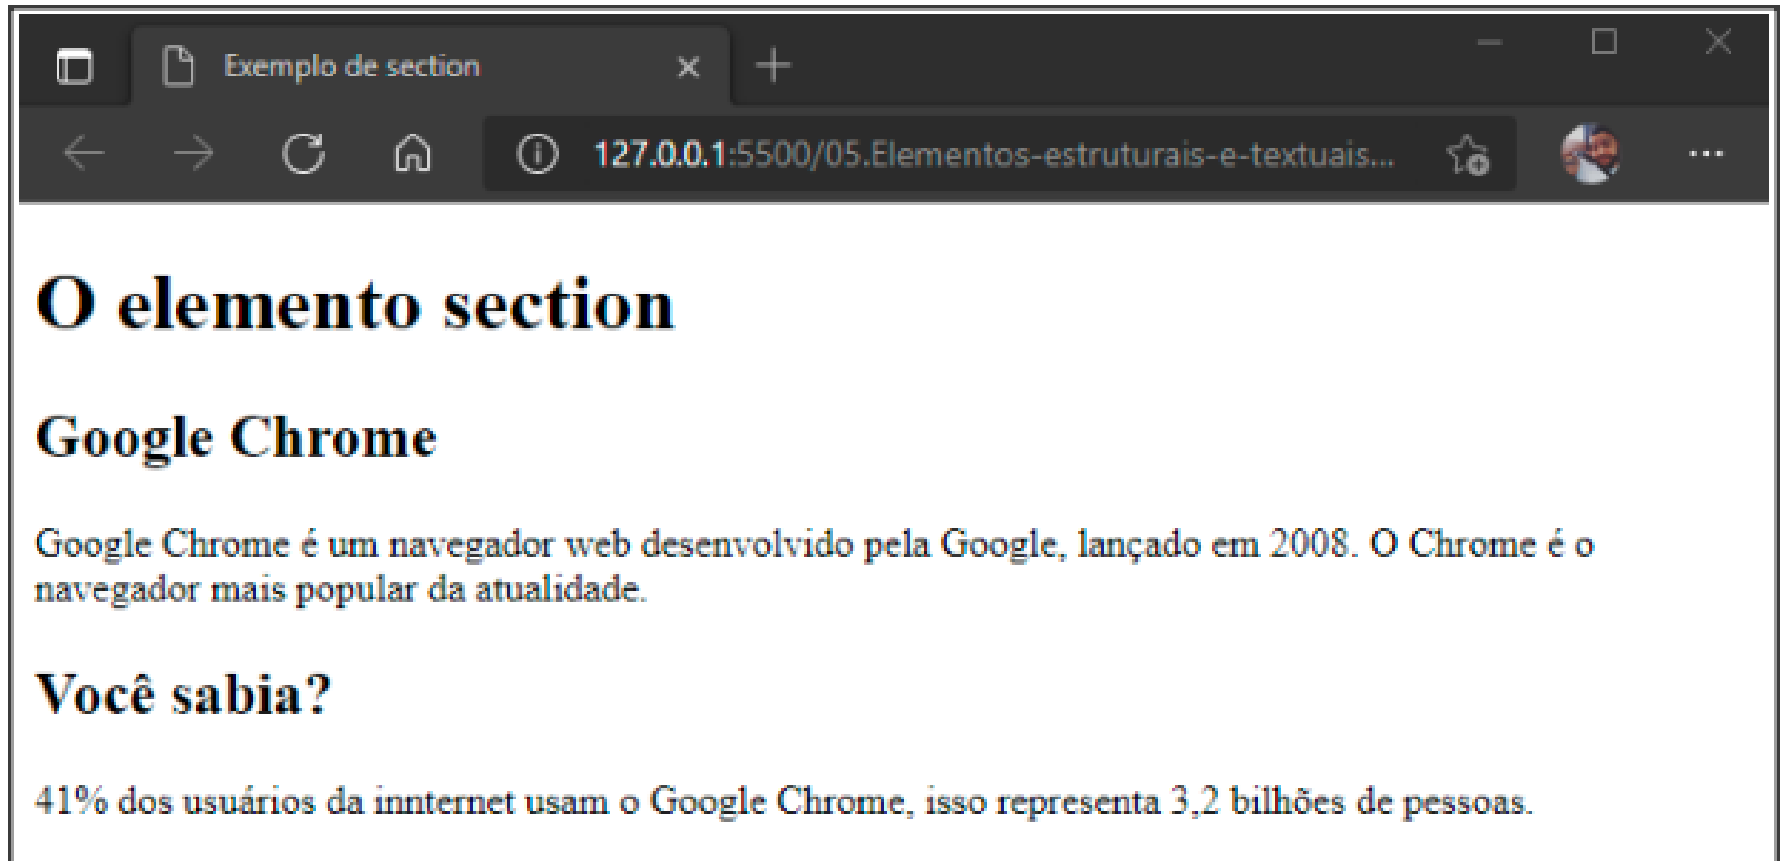 Exemplo de section
127.0.0.1:5500/05.Elementos-estruturais-e-textuais...
O elemento section
Google Chrome
Google Chrome é um navegador web desenvolvido pela Google, lançado em 2008. O Chrome é o
navegador mais popular da atualidade.
Você sabia?
41% dos usuários da innternet usam o Google Chrome, isso representa 3,2 bilhões de pessoas.